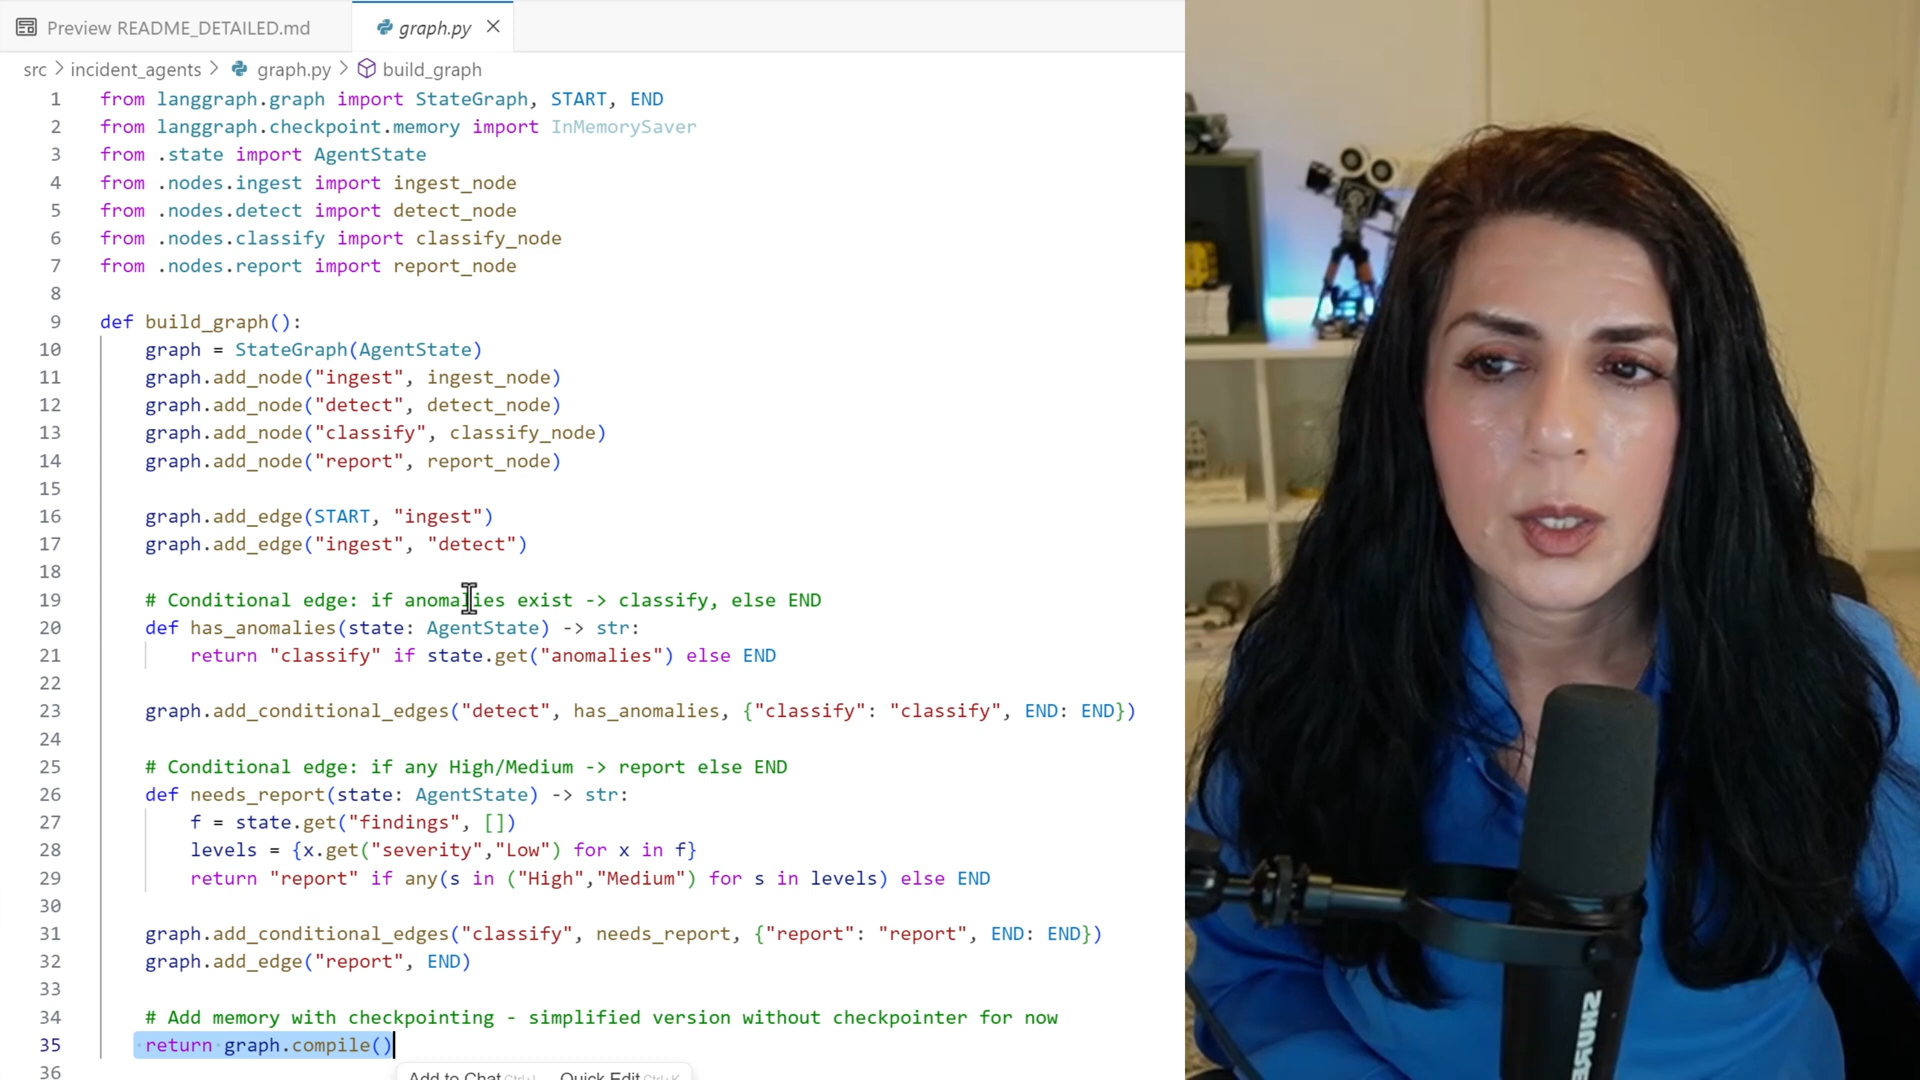 Preview README_DETAILED.md
graph.py
src > incident_agents > graph.py > build_graph
1 from langgraph.graph import StateGraph, START, END
2 from langgraph.checkpoint.memory import InMemorySaver
3 from .state import AgentState
4 from .nodes.ingest import ingest_node
5 from .nodes.detect import detect_node
6 from .nodes.classify import classify_node
7 from .nodes.report import report_node
8
9 def build_graph():
10 graph = StateGraph(AgentState)
11 graph.add_node("ingest", ingest_node)
12 graph.add_node("detect", detect_node)
13 graph.add_node("classify", classify_node)
14 graph.add_node("report", report_node)
15
16 graph.add_edge(START, "ingest")
17 graph.add_edge("ingest", "detect")
18
19 # Conditional edge: if anomalies exist -> classify, else END
20 def has_anomalies(state: AgentState) -> str:
21 return "classify" if state.get("anomalies") else END
22
23 graph.add_conditional_edges("detect", has_anomalies, {"classify": "classify", END: END})
24
25 # Conditional edge: if any High/Medium -> report else END
26 def needs_report(state: AgentState) -> str:
27 f = state.get("findings", [])
28 levels = {x.get("severity","Low") for x in f}
29 return "report" if any(s in ("High","Medium") for s in levels) else END
30
31 graph.add_conditional_edges("classify", needs_report, {"report": "report", END: END})
32 graph.add_edge("report", END)
33
34 # Add memory with checkpointing - simplified version without checkpointer for now
35 return graph.compile()
36
Add to Chat Ctrl+L Quick Edit Ctrl+K
SHURE